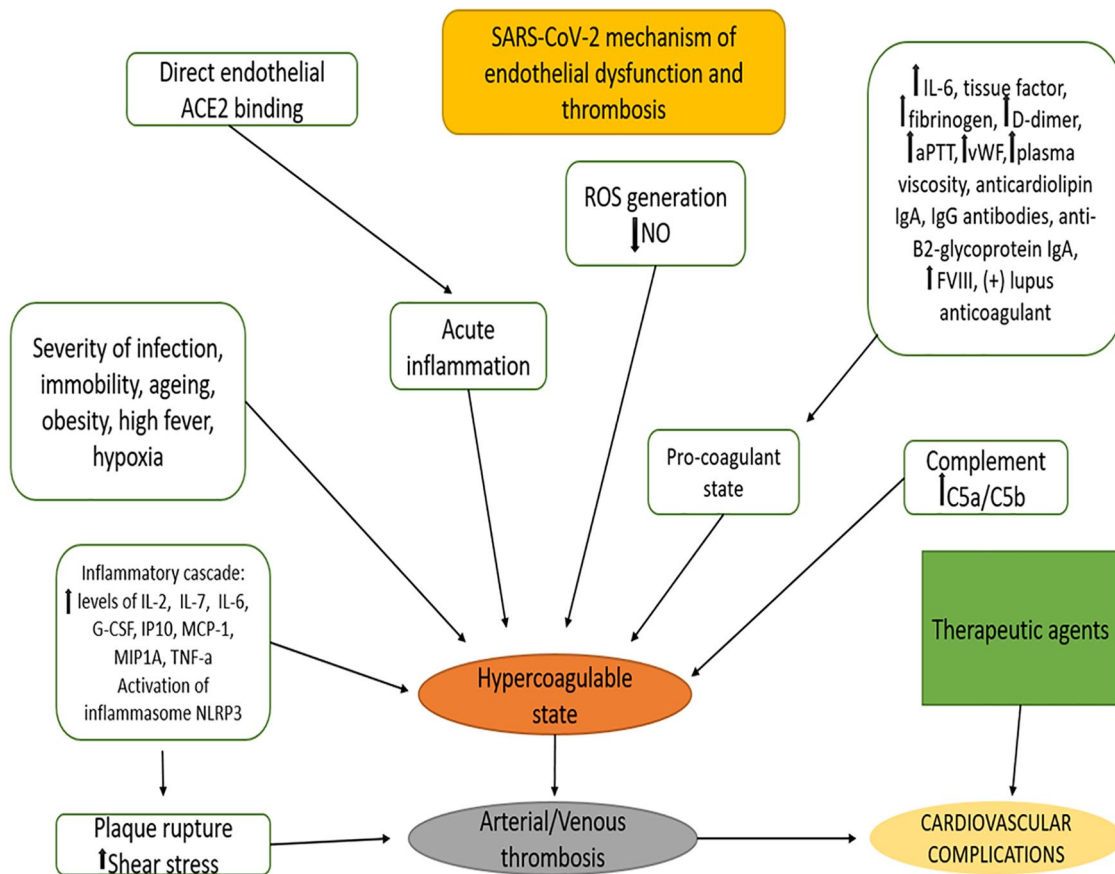 SARS-CoV-2 mechanism of
endothelial dysfunction and
thrombosis
Direct endothelial
ACE2 binding
↑IL-6, tissue factor,
↑fibrinogen, ↑D-dimer,
↑aPTT,↑vWF,↑plasma
viscosity, anticardiolipin
IgA, IgG antibodies, anti-
B2-glycoprotein IgA,
↑FVIII, (+) lupus
anticoagulant
ROS generation
↓NO
Acute
inflammation
Severity of infection,
immobility, ageing,
obesity, high fever,
hypoxia
Pro-coagulant
state
Complement
↑C5a/C5b
Inflammatory cascade:
↑ levels of IL-2, IL-7, IL-6,
G-CSF, IP10, MCP-1,
MIP1A, TNF-a
Activation of
inflammasome NLRP3
Therapeutic agents
Hypercoagulable
state
Plaque rupture
↑Shear stress
Arterial/Venous
thrombosis
CARDIOVASCULAR
COMPLICATIONS